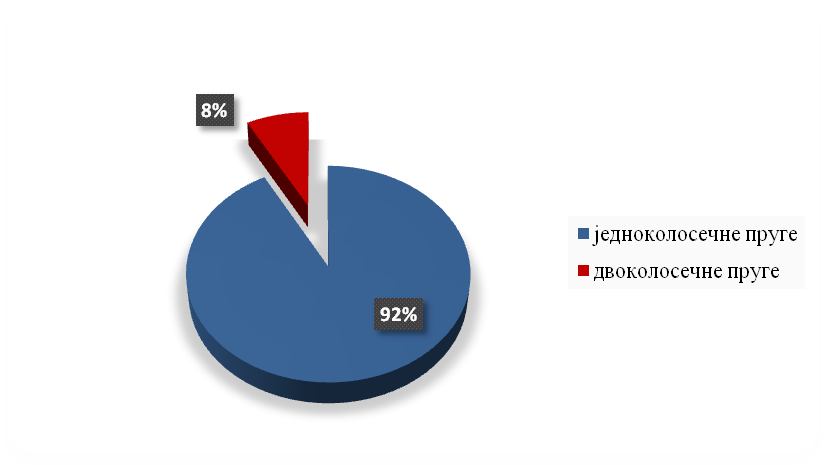 8%
92%
једноколосечне пруге
двоколосечне пруге